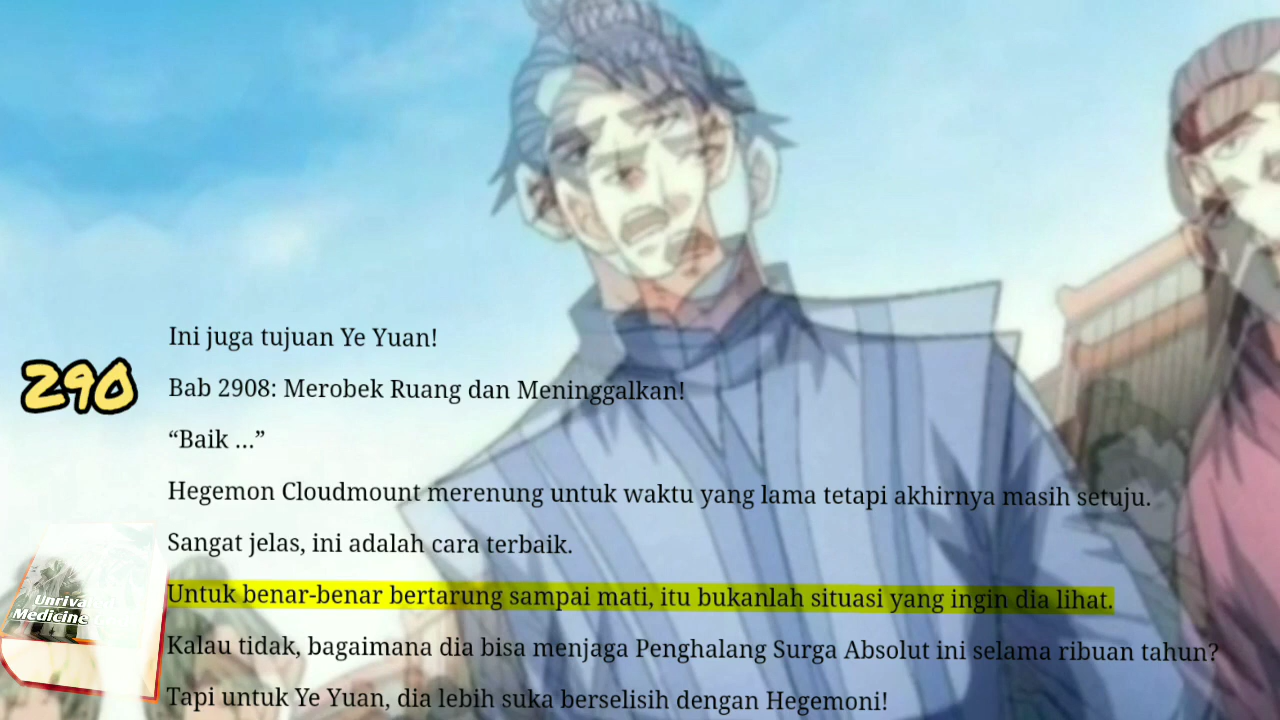 Ini juga tujuan Ye Yuan!
290
Bab 2908: Merobek Ruang dan Meninggalkan!
“Baik ...”
Hegemon Cloudmount merenung untuk waktu yang lama tetapi akhirnya masih setuju.
Sangat jelas, ini adalah cara terbaik.
Untuk benar-benar bertarung sampai mati, itu bukanlah situasi yang ingin dia lihat.
Medicine
Kalau tidak, bagaimana dia bisa menjaga Penghalang Surga Absolut ini selama ribuan tahun?
Tapi untuk Ye Yuan, dia lebih suka berselisih dengan Hegemoni!